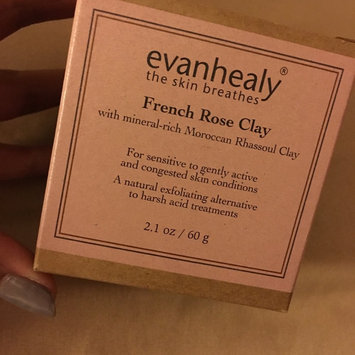 evanhealy®
the skin breathes
French Rose Clay
with mineral-rich Moroccan Rhassoul Clay
For sensitive to gently active
and congested skin conditions
A natural exfoliating alternative
to harsh acid treatments
2.1 oz / 60 g